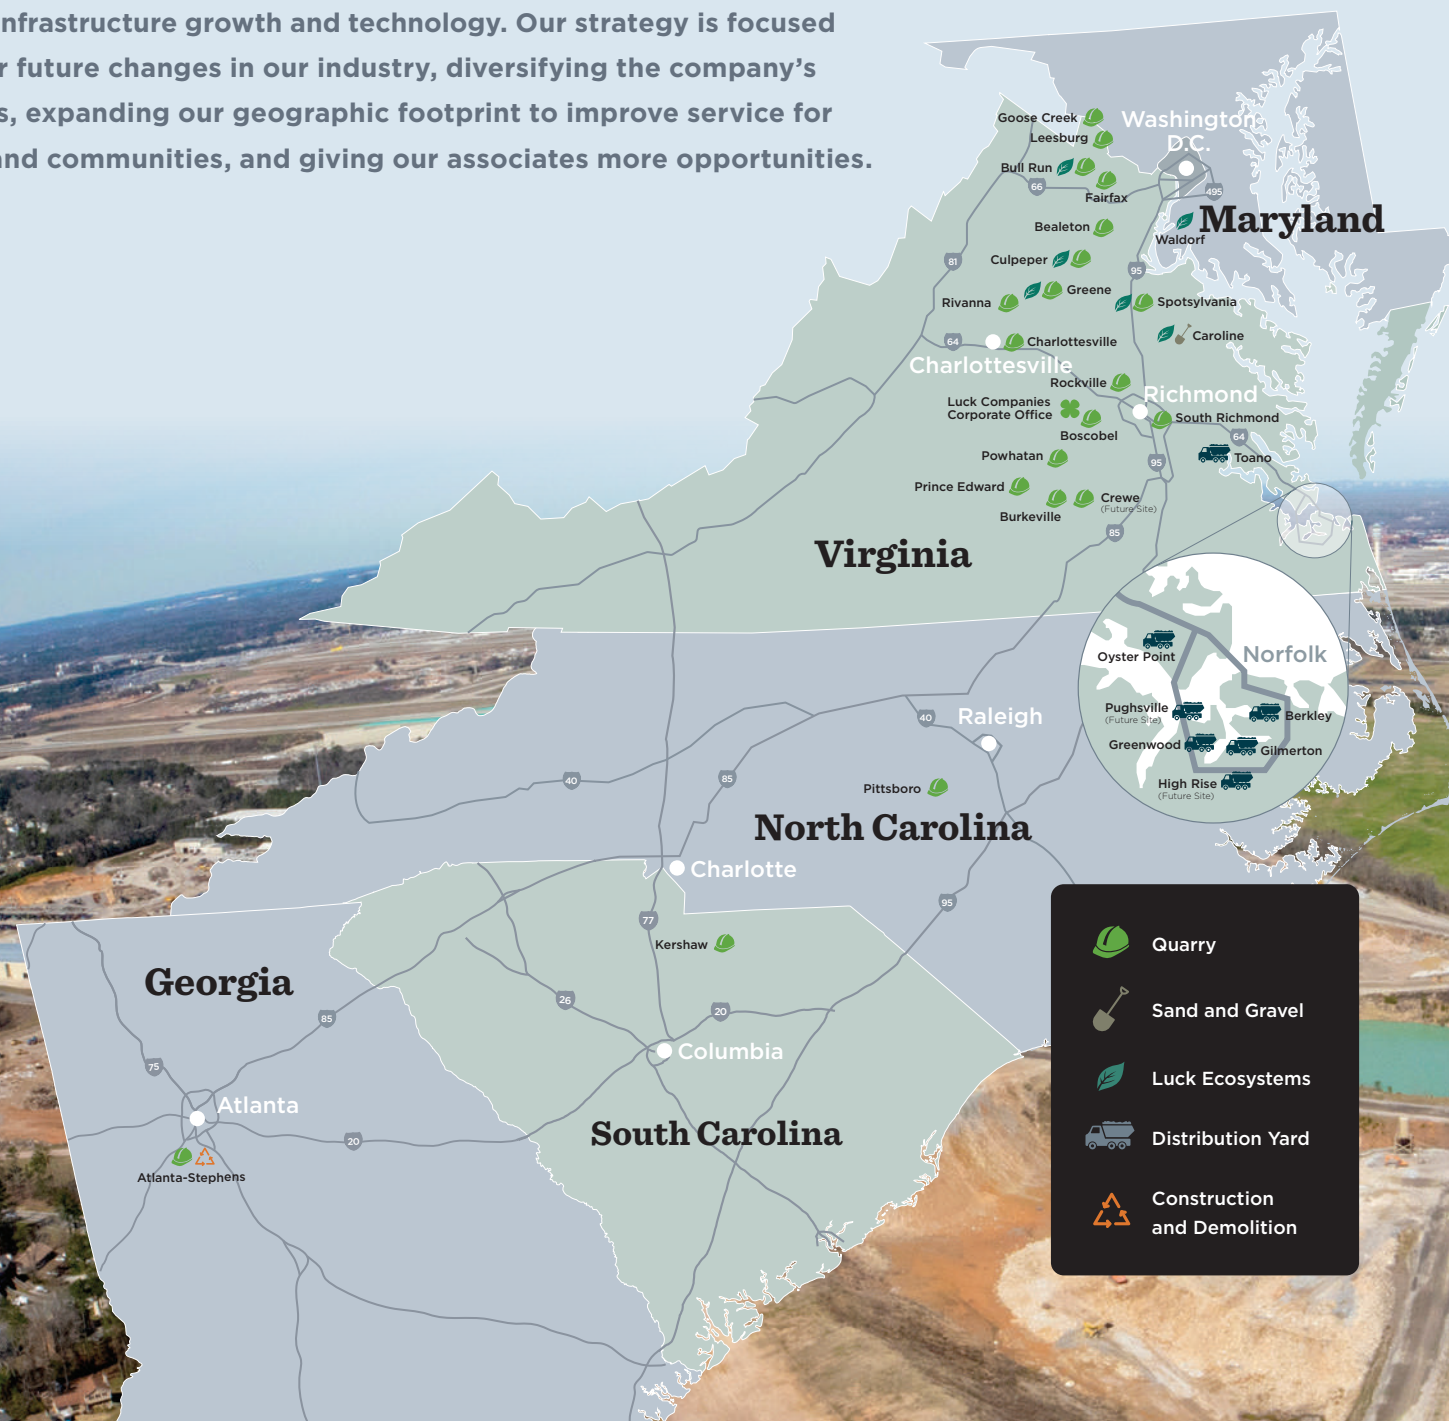 nfrastructure growth and technology. Our strategy is focused
r future changes in our industry, diversifying the company's
s, expanding our geographic footprint to improve service for
and communities, and giving our associates more opportunities.
Goose Creek
Leesburg
Washington
D.C.
Bull Run
66
Fairfax
495
Bealeton
Waldorf
Maryland
Culpeper
81
95
Rivanna
Greene
Spotsylvania
64
Charlottesville
Caroline
Charlottesville
Rockville
Richmond
Luck Companies
Corporate Office
Boscobel
South Richmond
64
Powhatan
95
Toano
Prince Edward
Burkeville
Crewe
(Future Site)
85
Virginia
Oyster Point
Norfolk
Pughsville
(Future Site)
Berkley
Greenwood
Gilmerton
High Rise
(Future Site)
40
Raleigh
40
85
Pittsboro
North Carolina
Charlotte
95
77
Kershaw
Georgia
85
26
20
75
Columbia
Atlanta
20
South Carolina
Atlanta-Stephens
Quarry
Sand and Gravel
Luck Ecosystems
Distribution Yard
Construction
and Demolition